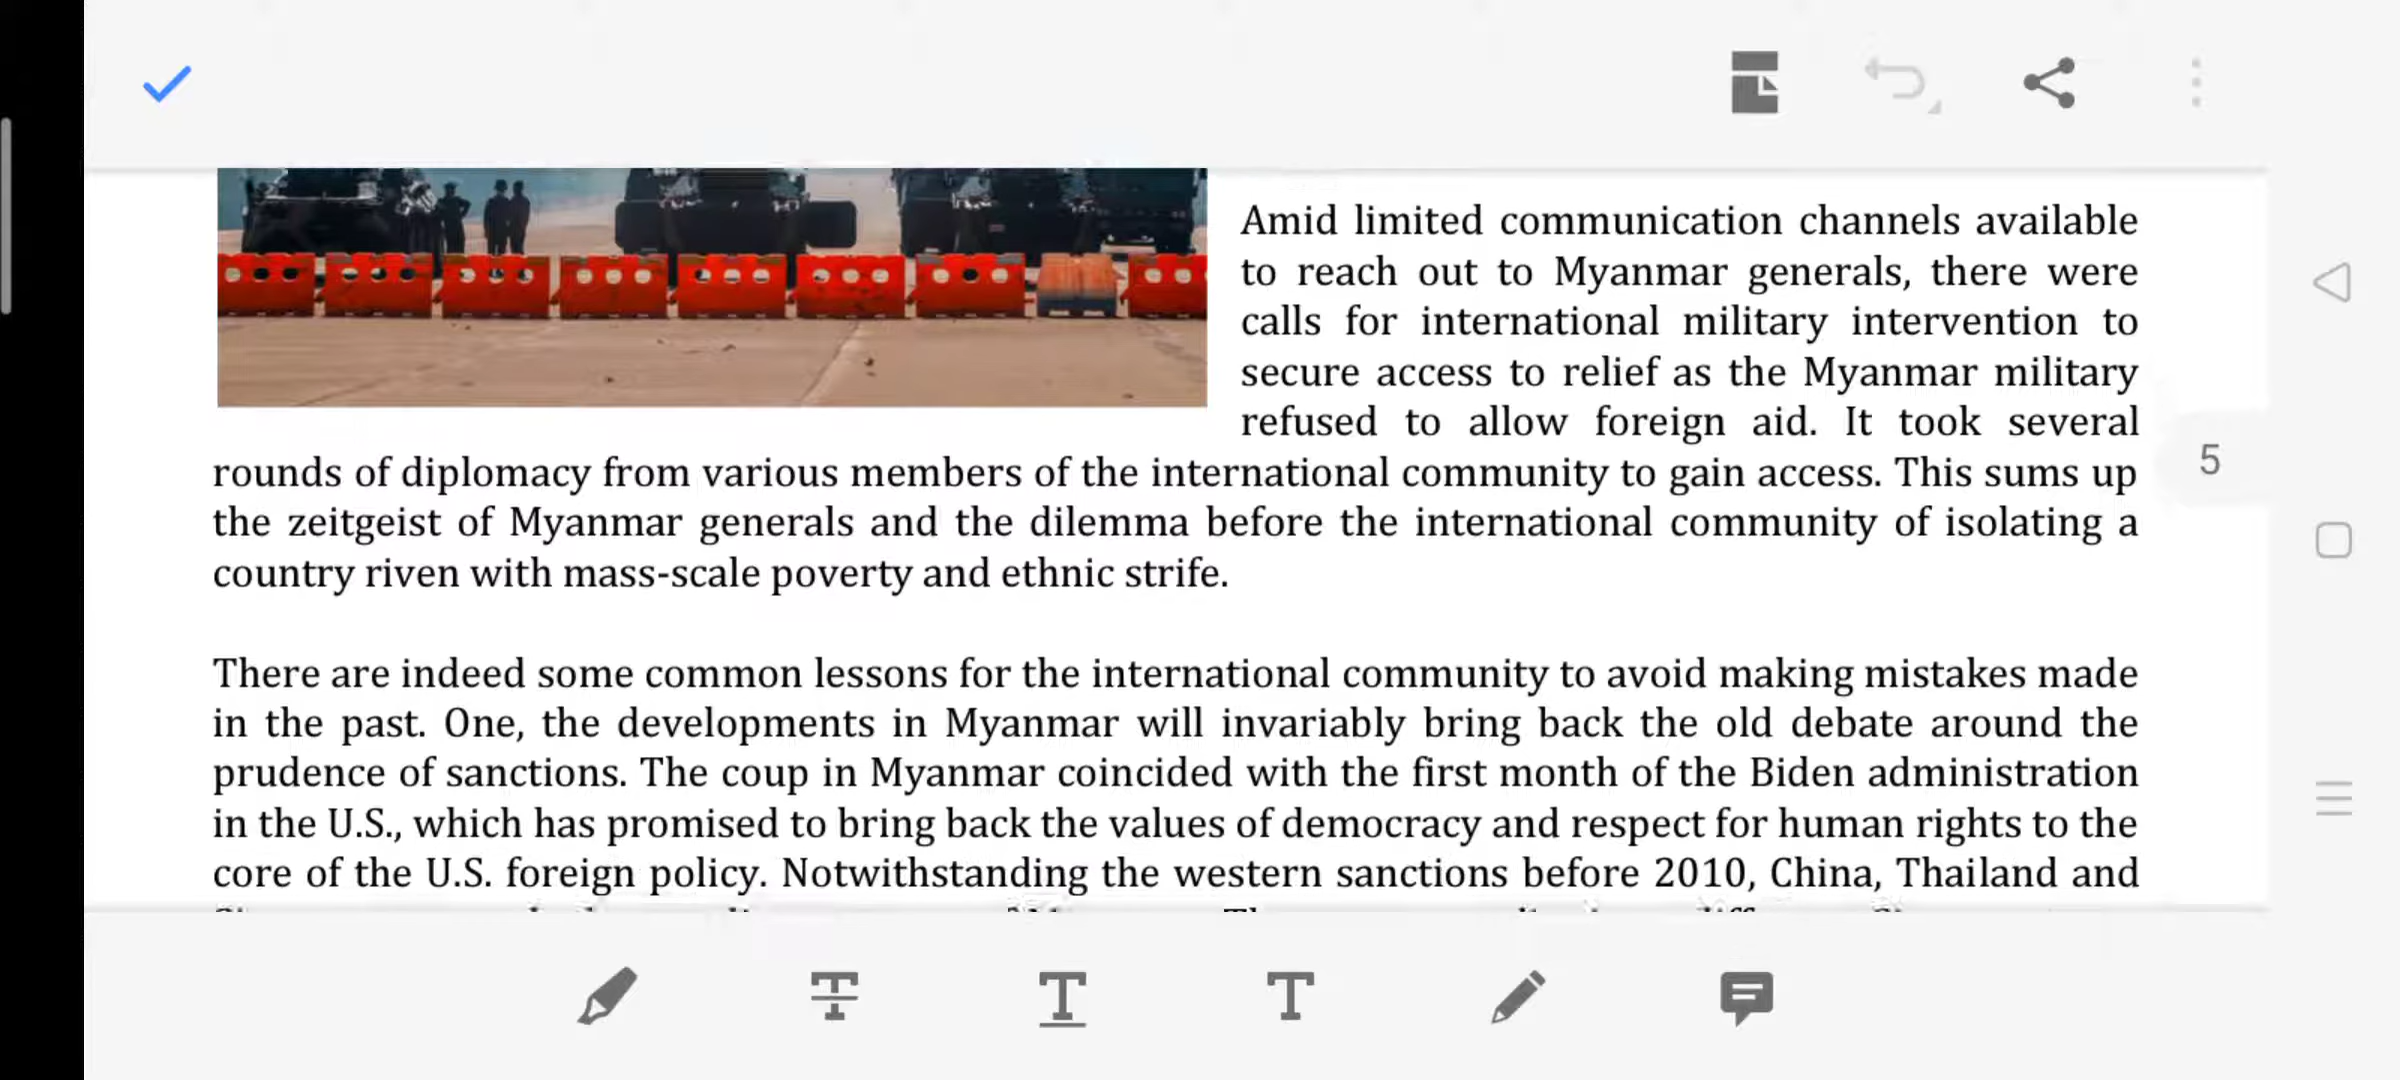 Amid limited communication channels available
to reach out to Myanmar generals, there were
calls for international military intervention to
secure access to relief as the Myanmar military
refused to allow foreign aid. It took several
rounds of diplomacy from various members of the international community to gain access. This sums up
the zeitgeist of Myanmar generals and the dilemma before the international community of isolating a
country riven with mass-scale poverty and ethnic strife.
5
There are indeed some common lessons for the international community to avoid making mistakes made
in the past. One, the developments in Myanmar will invariably bring back the old debate around the
prudence of sanctions. The coup in Myanmar coincided with the first month of the Biden administration
in the U.S., which has promised to bring back the values of democracy and respect for human rights to the
core of the U.S. foreign policy. Notwithstanding the western sanctions before 2010, China, Thailand and